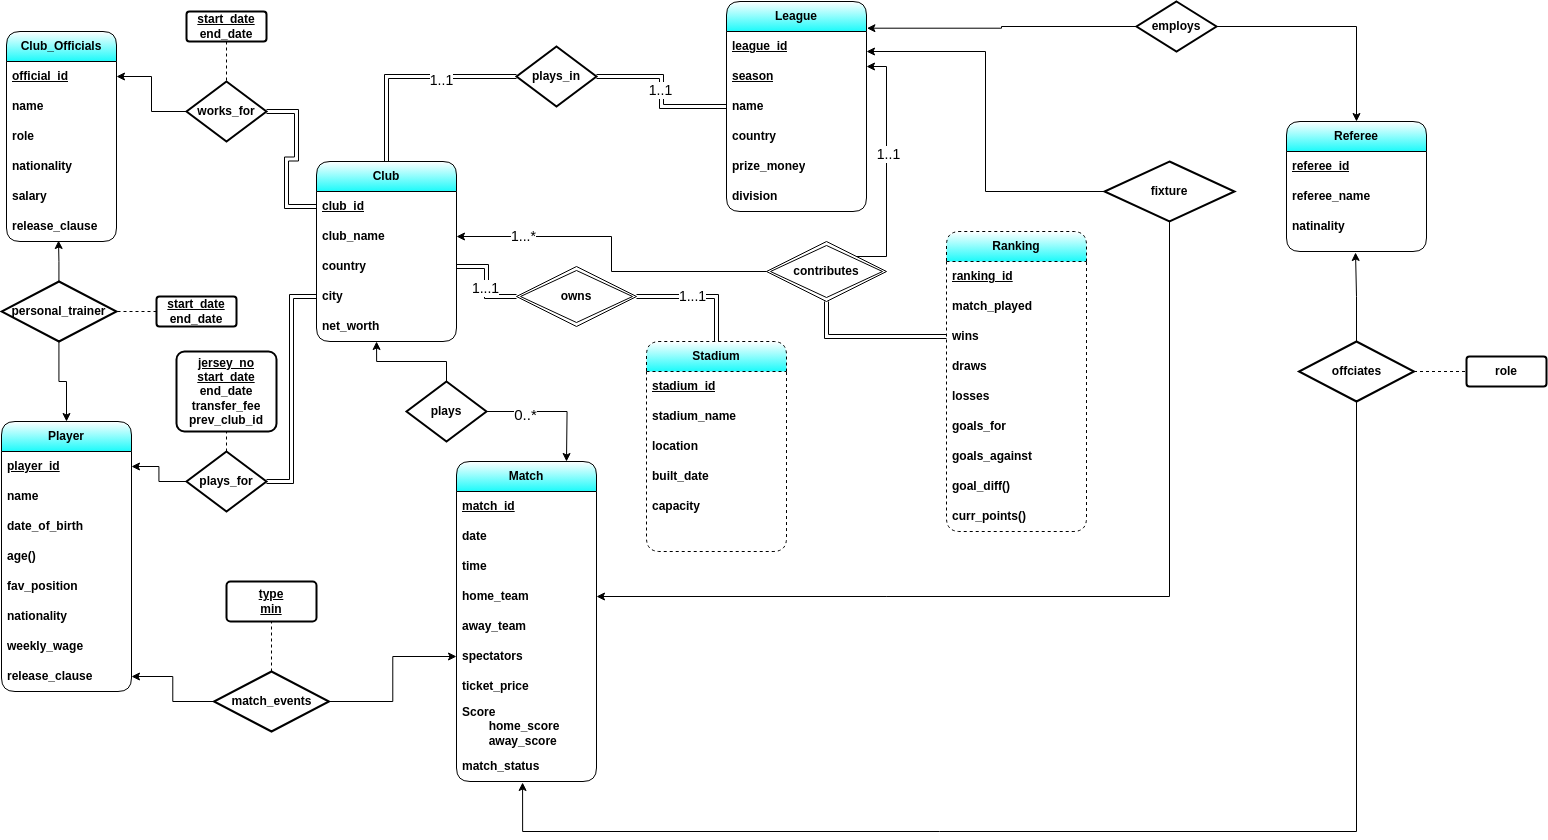 start_date
end_date
Club_Officials
official_id
name
role
nationality
salary
release_clause
works_for
1..1
plays_in
1..1
League
league_id
season
name
country
prize_money
division
employs
Referee
referee_id
referee_name
natinality
fixture
1..1
Club
club_id
club_name
country
city
net_worth
1...*
contributes
1...1
owns
1...1
Ranking
ranking_id
match_played
wins
draws
losses
goals_for
goals_against
goal_diff()
curr_points()
personal_trainer
start_date
end_date
Stadium
stadium_id
stadium_name
location
built_date
capacity
offciates
role
jersey_no
start_date
end_date
transfer_fee
prev_club_id
plays
0..*
Player
player_id
name
date_of_birth
age()
fav_position
nationality
weekly_wage
release_clause
plays_for
Match
match_id
date
time
home_team
away_team
spectators
ticket_price
Score
home_score
away_score
match_status
type
min
match_events